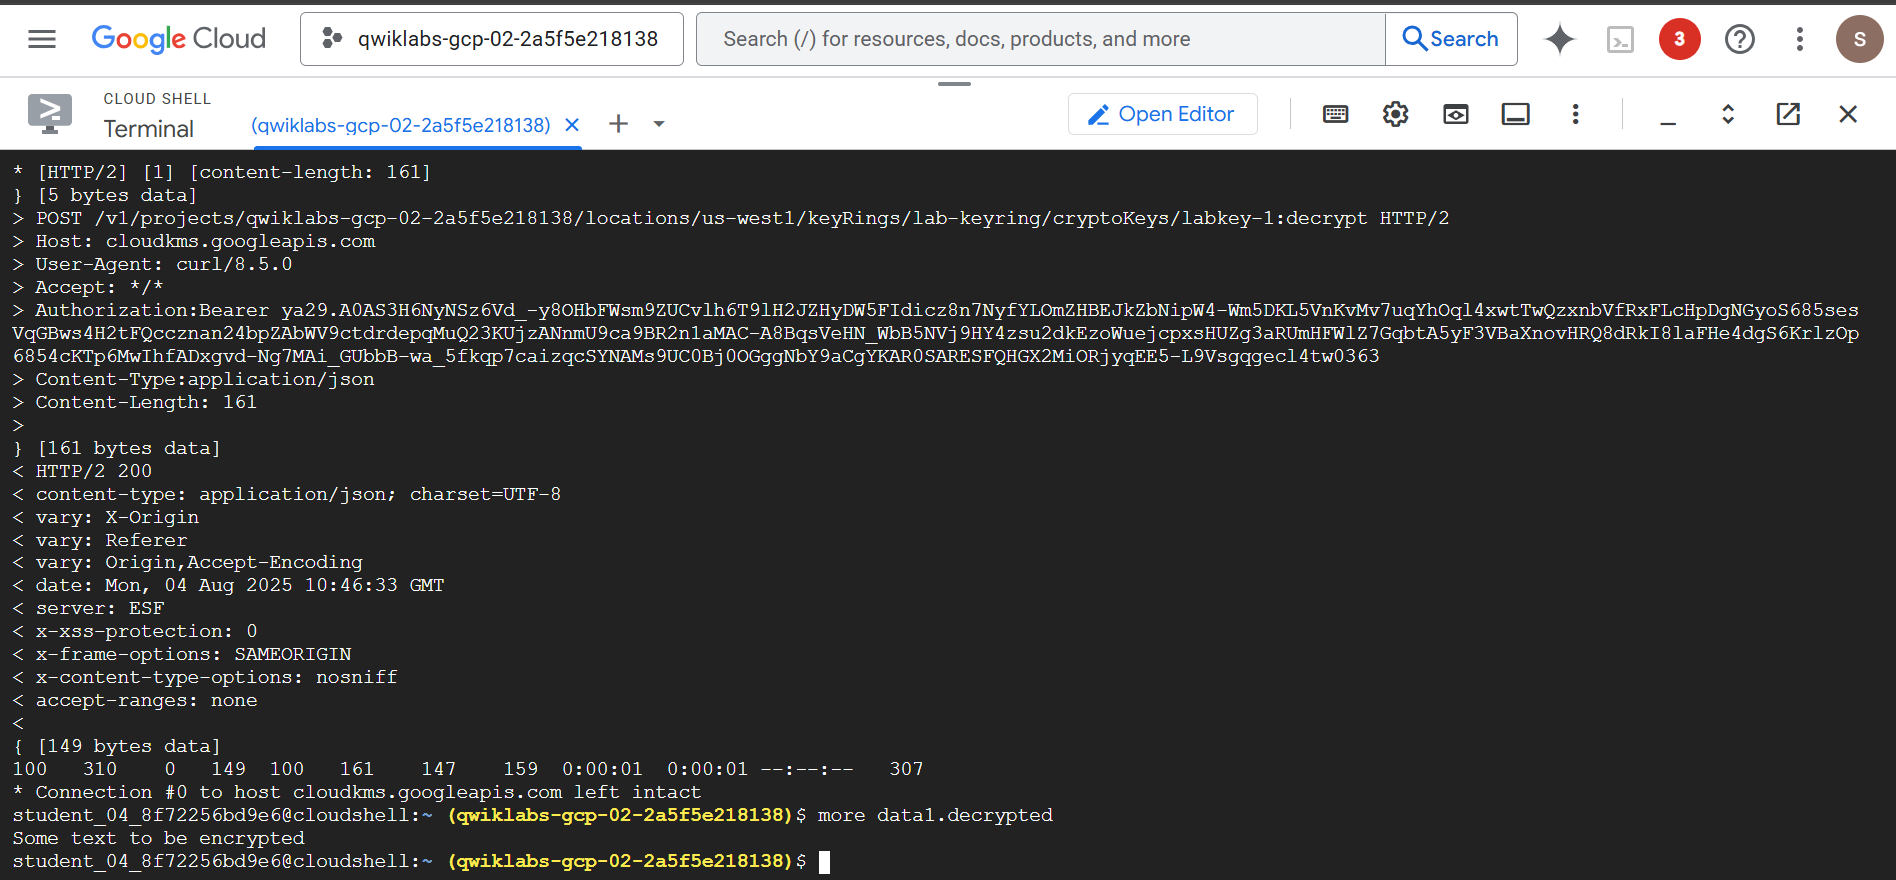 Google Cloud
qwiklabs-gcp-02-2a5f5e218138
Search (/) for resources, docs, products, and more
Search
3
S
CLOUD SHELL
Terminal
(qwiklabs-gcp-02-2a5f5e218138)
Open Editor
* [HTTP/2] [1] [content-length: 161]
} [5 bytes data]
> POST /v1/projects/qwiklabs-gcp-02-2a5f5e218138/locations/us-west1/keyRings/lab-keyring/cryptoKeys/labkey-1:decrypt HTTP/2
> Host: cloudkms.googleapis.com
> User-Agent: curl/8.5.0
> Accept: */*
> Authorization:Bearer ya29.A0AS3H6NyNSz6Vd_-y8OHbFWsm9ZUCvlh6T9lH2JZHyDW5FIdicz8n7NyfYLOmZHBEJkZbNipW4-Wm5DKL5VnKvMv7uqYhOql4xwtTwQzxnbVfRxFLcHpDgNGyoS685ses
VqGBws4H2tFQccznan24bpZAbWV9ctdrdepqMuQ23KUjzANnmU9ca9BR2n1aMAC-A8BqsVeHN_WbB5NVj9HY4zsu2dkEzoWuejcpxsHUZg3aRUmHFWlZ7GqbtA5yF3VBaXnovHRQ8dRkI8laFHe4dgS6KrlzOp
6854cKTp6MwIhfADxgvd-Ng7MAi_GUbbB-wa_5fkqp7caizqcSYNAMs9UC0Bj0OGggNbY9aCgYKAR0SARESFQHGX2MiORjyqEE5-L9Vsgqgecl4tw0363
> Content-Type:application/json
> Content-Length: 161
>
} [161 bytes data]
< HTTP/2 200
< content-type: application/json; charset=UTF-8
< vary: X-Origin
< vary: Referer
< vary: Origin,Accept-Encoding
< date: Mon, 04 Aug 2025 10:46:33 GMT
< server: ESF
< x-xss-protection: 0
< x-frame-options: SAMEORIGIN
< x-content-type-options: nosniff
< accept-ranges: none
<
{ [149 bytes data]
100 310 0 149 100 161 147 159 0:00:01 0:00:01 --:--:-- 307
* Connection #0 to host cloudkms.googleapis.com left intact
student_04_8f72256bd9e6@cloudshell:~ (qwiklabs-gcp-02-2a5f5e218138)$ more data1.decrypted
Some text to be encrypted
student_04_8f72256bd9e6@cloudshell:~ (qwiklabs-gcp-02-2a5f5e218138)$